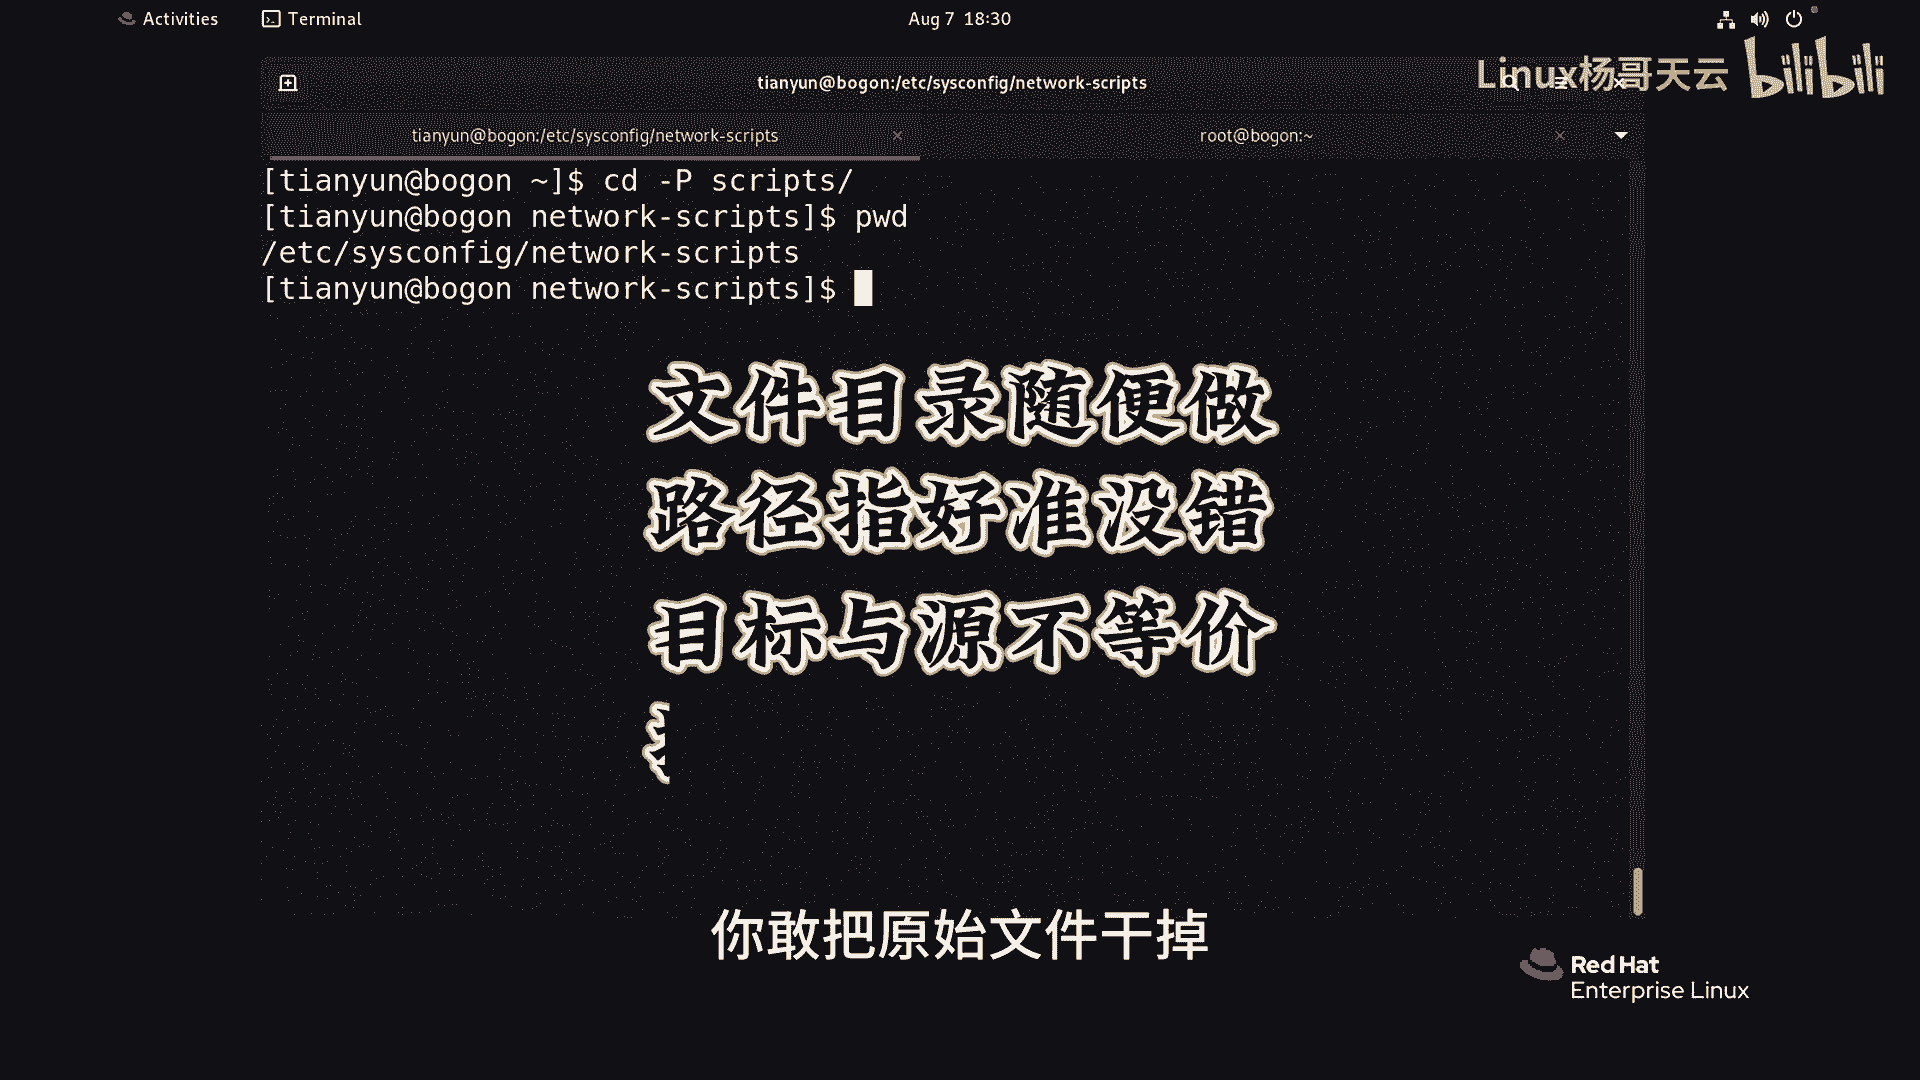 Activities
Terminal
Aug 7 18:30
tianyun@bogon:/etc/sysconfig/network-scripts
Linux杨哥天云 bilibili
tianyun@bogon:/etc/sysconfig/network-scripts
root@bogon:~
[tianyun@bogon ~]$ cd -P scripts/
[tianyun@bogon network-scripts]$ pwd
/etc/sysconfig/network-scripts
[tianyun@bogon network-scripts]$
文件目录随便做
路径指好准没错
目标与源不等价
你敢把原始文件干掉
Red Hat
Enterprise Linux